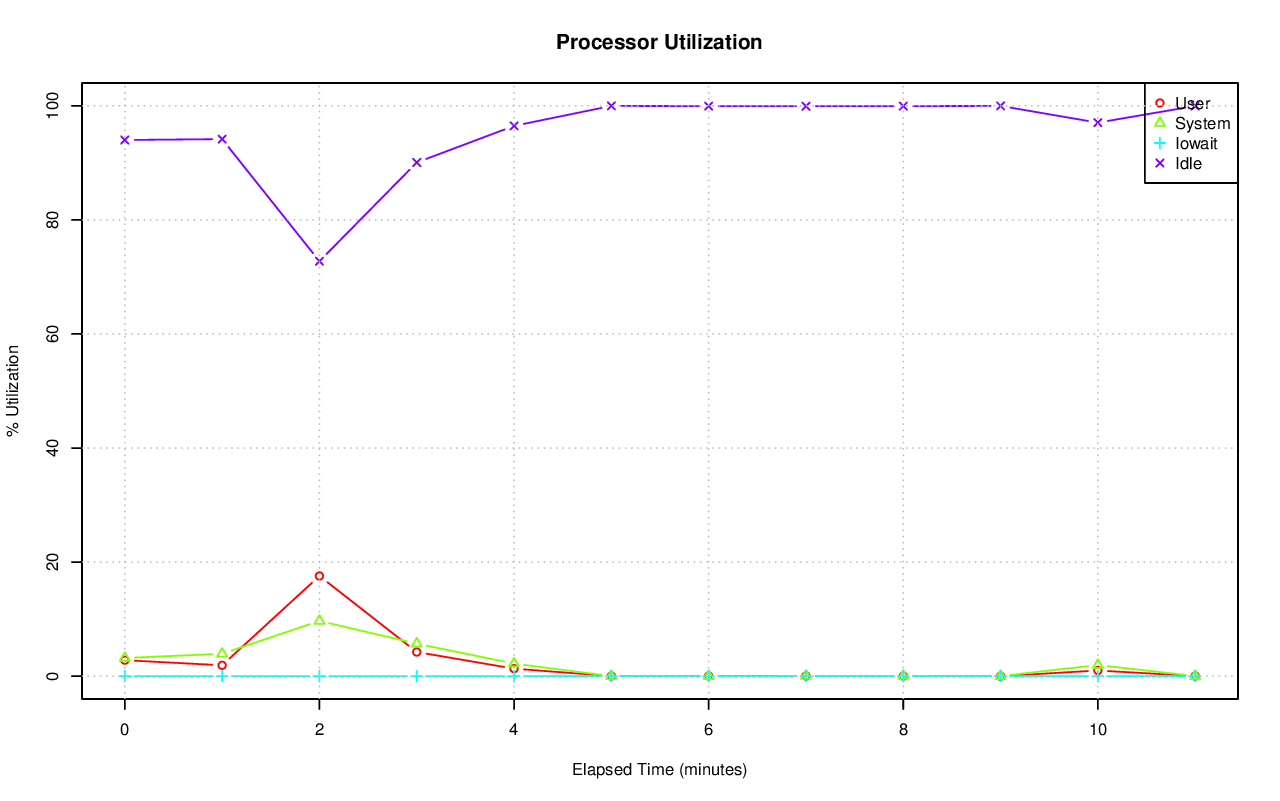 Processor Utilization
User
System
Iowait
Idle
% Utilization
100
80
60
40
20
0
0 2 4 6 8 10
Elapsed Time (minutes)